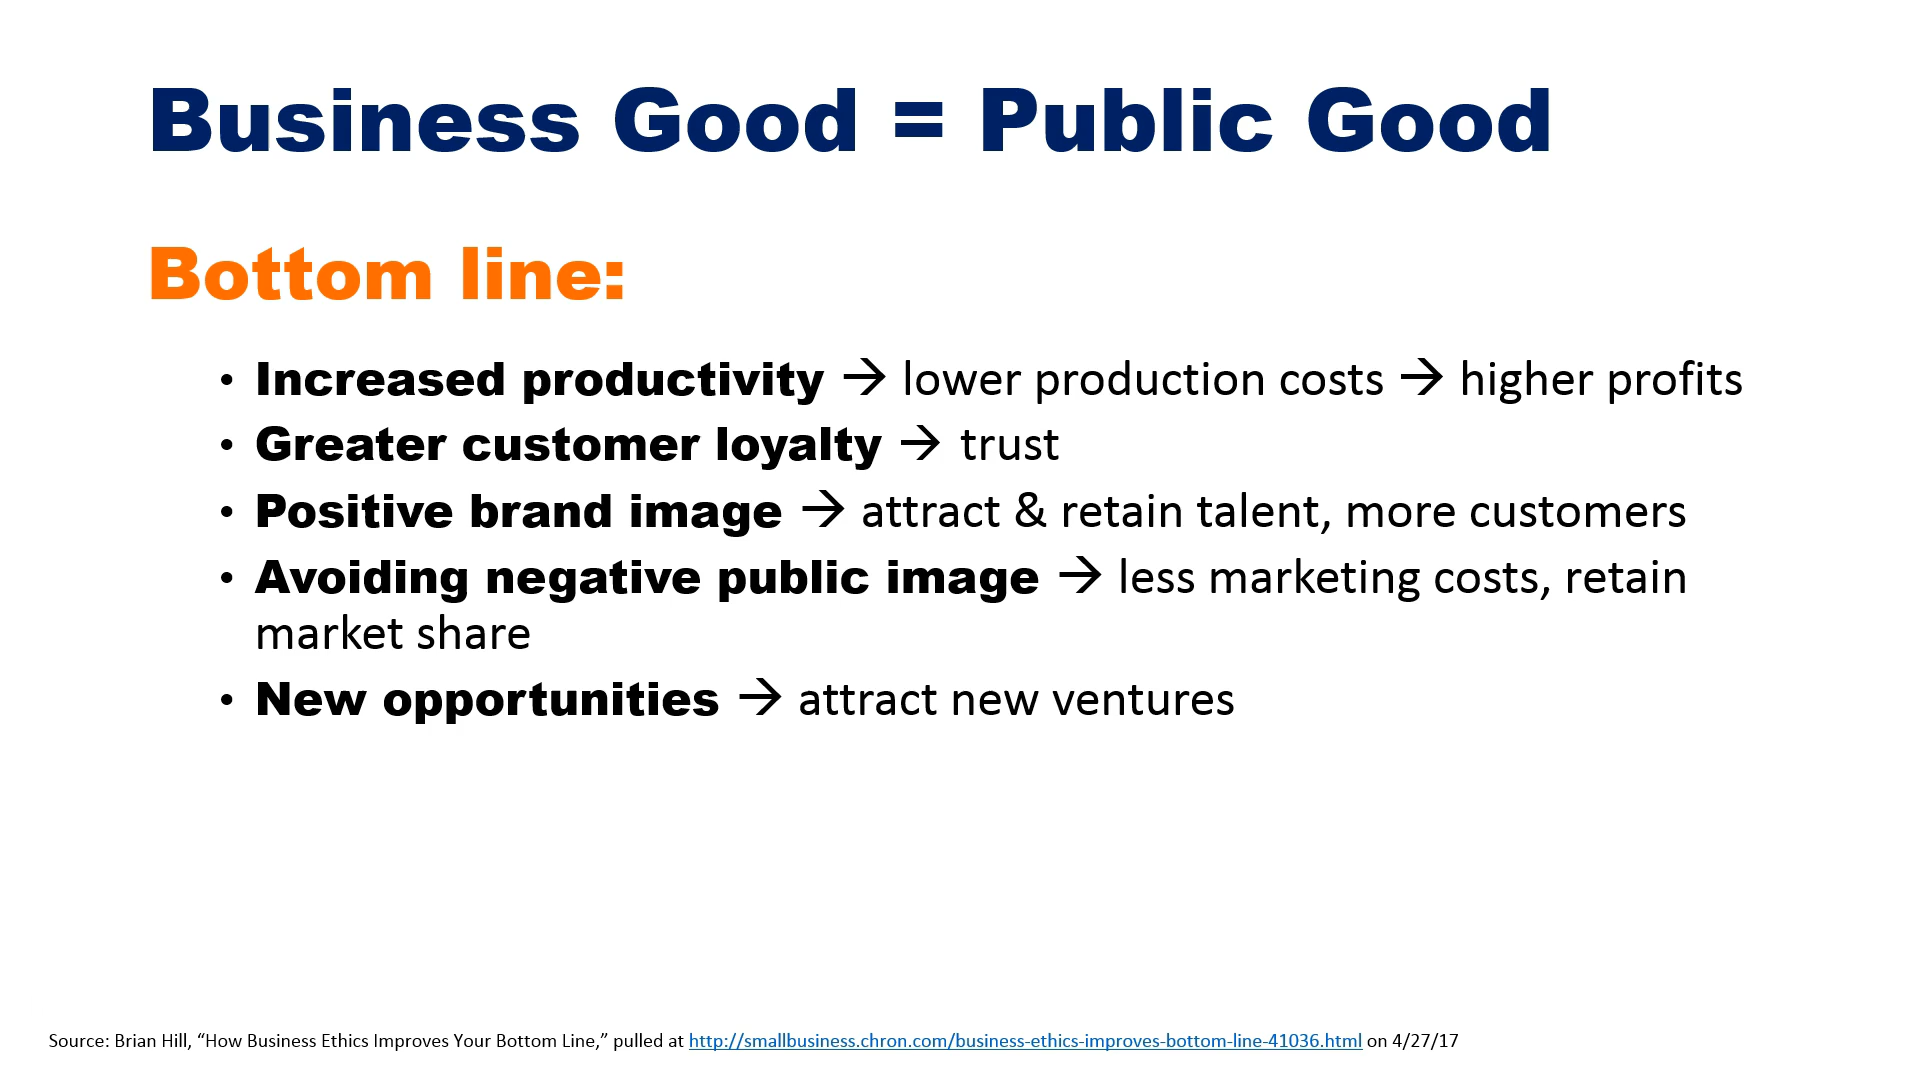 Business Good = Public Good
Bottom line:
• Increased productivity → lower production costs → higher profits
• Greater customer loyalty → trust
• Positive brand image → attract & retain talent, more customers
• Avoiding negative public image → less marketing costs, retain
market share
• New opportunities → attract new ventures
Source: Brian Hill, “How Business Ethics Improves Your Bottom Line,” pulled at http://smallbusiness.chron.com/business-ethics-improves-bottom-line-41036.html on 4/27/17